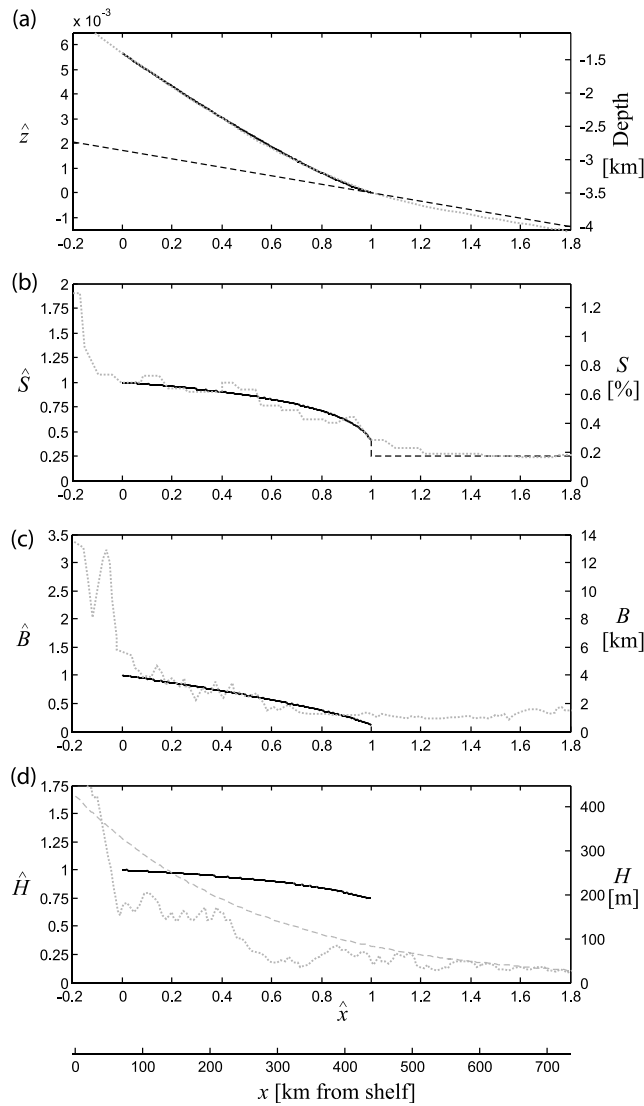 (a)
x 10⁻³
6
5
4
3
2
1
0
-1
ẑ
-1.5
-2
-2.5
-3
-3.5
-4
Depth
[km]
-0.2 0 0.2 0.4 0.6 0.8 1 1.2 1.4 1.6 1.8
(b)
2
1.75
1.5
1.25
1
0.75
0.5
0.25
0
Ŝ
1.2
1
0.8
0.6
0.4
0.2
0
S
[%]
-0.2 0 0.2 0.4 0.6 0.8 1 1.2 1.4 1.6 1.8
(c)
3.5
3
2.5
2
1.5
1
0.5
0
B̂
14
12
10
8
6
4
2
0
B
[km]
-0.2 0 0.2 0.4 0.6 0.8 1 1.2 1.4 1.6 1.8
(d)
1.75
1.5
1.25
1
0.75
0.5
0.25
0
Ĥ
400
300
200
100
0
H
[m]
-0.2 0 0.2 0.4 0.6 0.8 1 1.2 1.4 1.6 1.8
x̂
0 100 200 300 400 500 600 700
x [km from shelf]